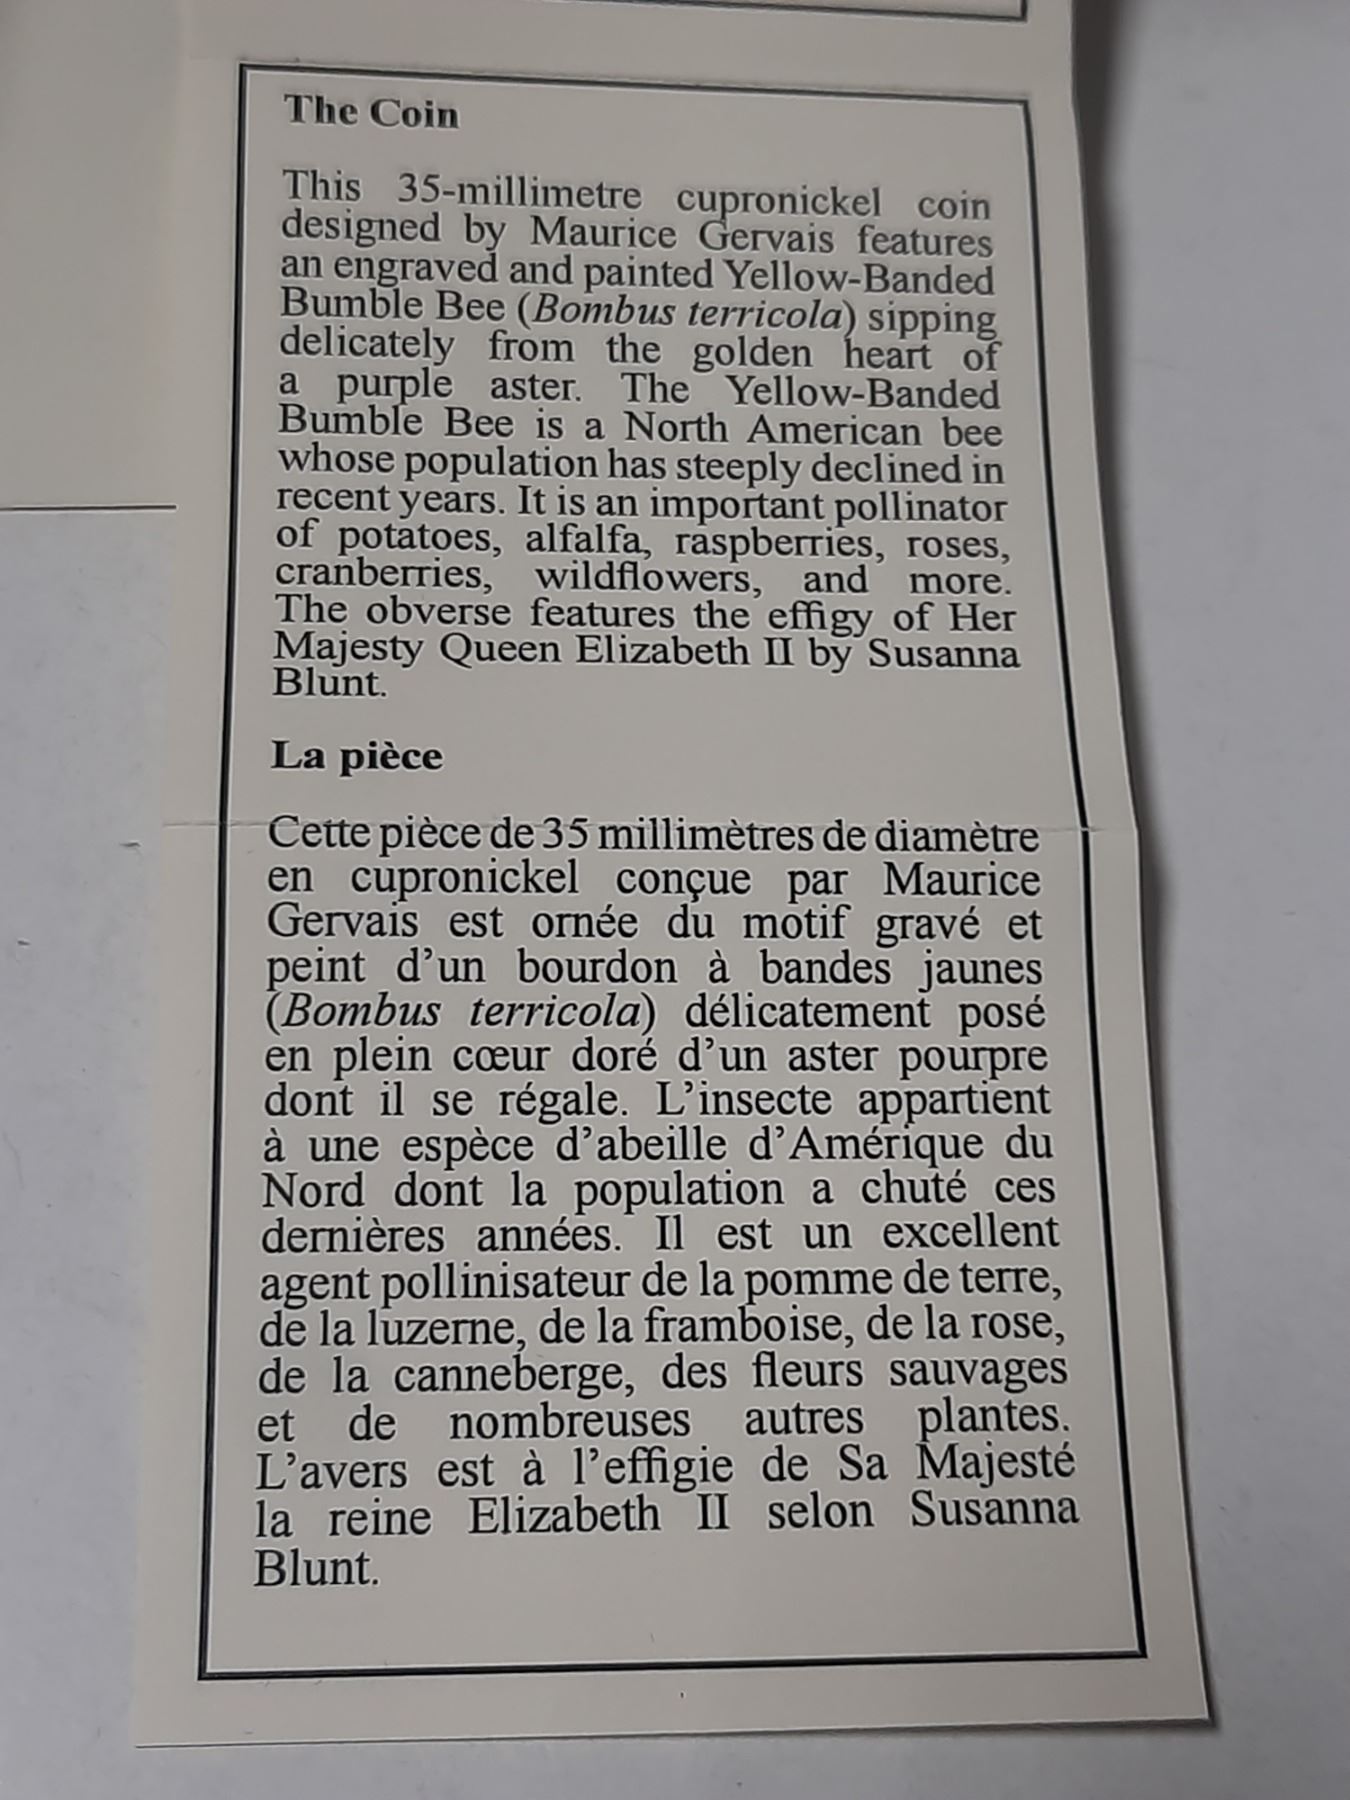 The Coin
This 35-millimetre cupronickel coin
designed by Maurice Gervais features
an engraved and painted Yellow-Banded
Bumble Bee (Bombus terricola) sipping
delicately from the golden heart of
a purple aster. The Yellow-Banded
Bumble Bee is a North American bee
whose population has steeply declined in
recent years. It is an important pollinator
of potatoes, alfalfa, raspberries, roses,
cranberries, wildflowers, and more.
The obverse features the effigy of Her
Majesty Queen Elizabeth II by Susanna
Blunt.
La pièce
Cette pièce de 35 millimètres de diamètre
en cupronickel conçue par Maurice
Gervais est ornée du motif gravé et
peint d’un bourdon à bandes jaunes
(Bombus terricola) délicatement posé
en plein cœur doré d’un aster pourpre
dont il se régale. L’insecte appartient
à une espèce d’abeille d’Amérique du
Nord dont la population a chuté ces
dernières années. Il est un excellent
agent pollinisateur de la pomme de terre,
de la luzerne, de la framboise, de la rose,
de la canneberge, des fleurs sauvages
et de nombreuses autres plantes.
L’avers est à l’effigie de Sa Majesté
la reine Elizabeth II selon Susanna
Blunt.